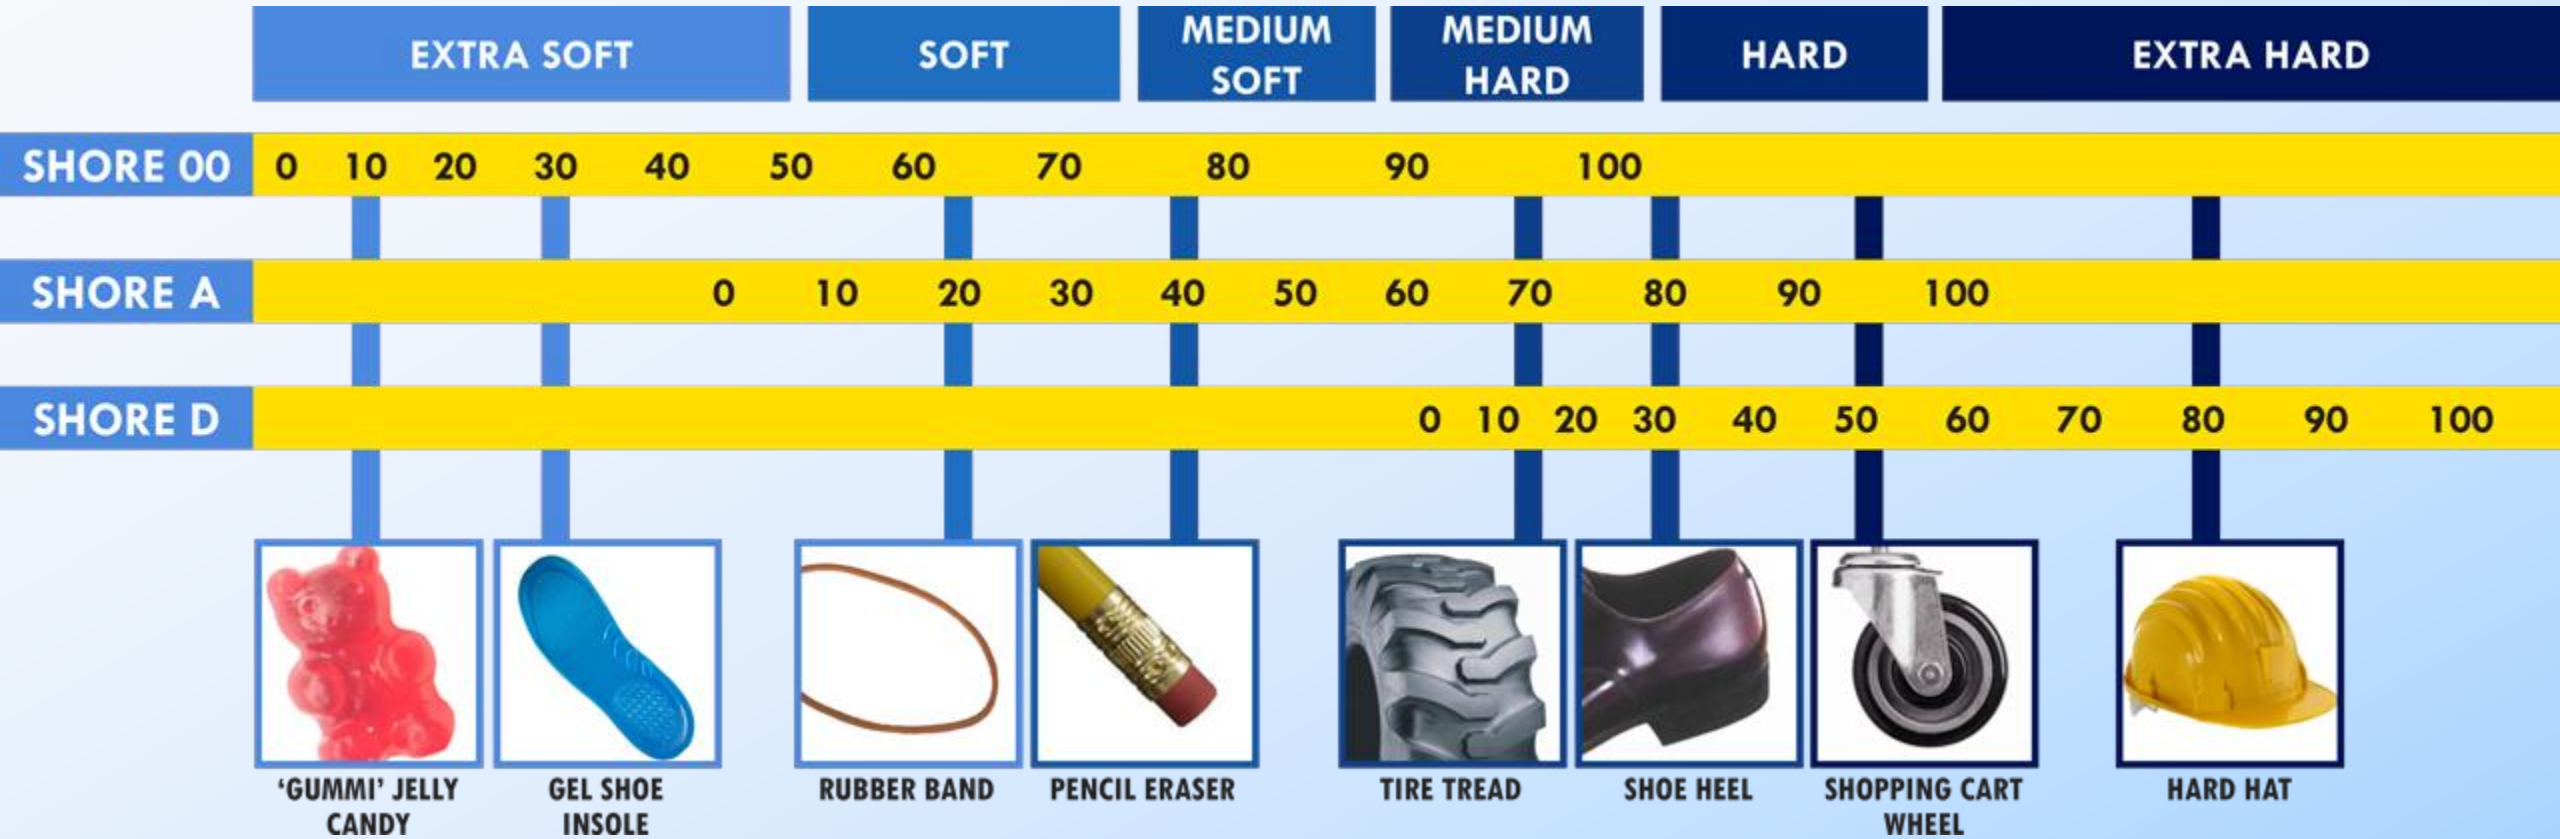 EXTRA SOFT
SOFT
MEDIUM
SOFT
MEDIUM
HARD
HARD
EXTRA HARD
SHORE 00 0 10 20 30 40 50 60 70 80 90 100
SHORE A 0 10 20 30 40 50 60 70 80 90 100
SHORE D 0 10 20 30 40 50 60 70 80 90 100
‘GUMMI’ JELLY
CANDY
GEL SHOE
INSOLE
RUBBER BAND
PENCIL ERASER
TIRE TREAD
SHOE HEEL
SHOPPING CART
WHEEL
HARD HAT